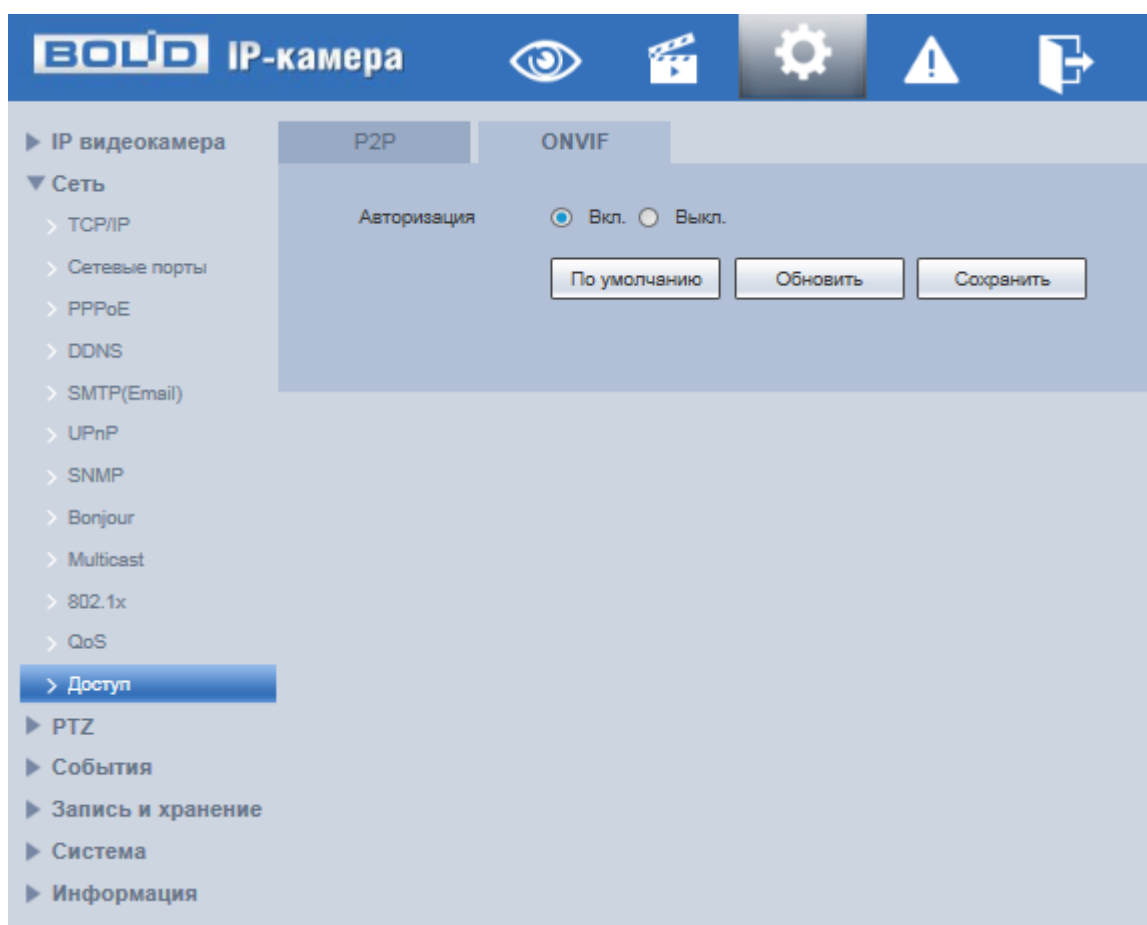 BOLID IP-камера
IP видеокамера
Сеть
TCP/IP
Сетевые порты
PPPoE
DDNS
SMTP(Email)
UPnP
SNMP
Bonjour
Multicast
802.1x
QoS
Доступ
PTZ
События
Запись и хранение
Система
Информация
P2P ONVIF
Авторизация Вкл. Выкл.
По умолчанию Обновить Сохранить